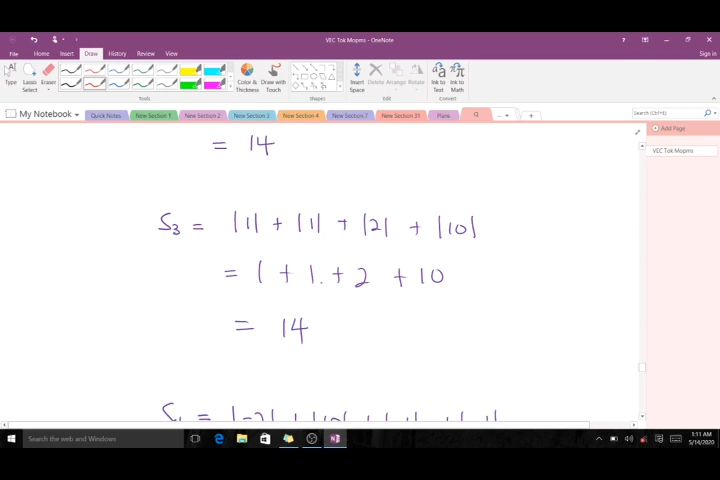 VEC Tok Mopms - OneNote
File Home Insert Draw History Review View Sign in
Type Lasso Select Eraser Color & Thickness Draw with Touch Insert Space Delete Arrange Rotate Ink to Text Ink to Math
Tools Shapes Edit Convert
My Notebook Quick Notes New Section 1 New Section 2 New Section 3 New Section 4 New Section 7 New Section 31 Plans Q ... + Search (Ctrl+E)
Add Page
VEC Tok Mopms
= 14
S3 = |1| + |1| + |2| + |10|
= 1 + 1 + 2 + 10
= 14
Search the web and Windows
1:11 AM
5/14/2020